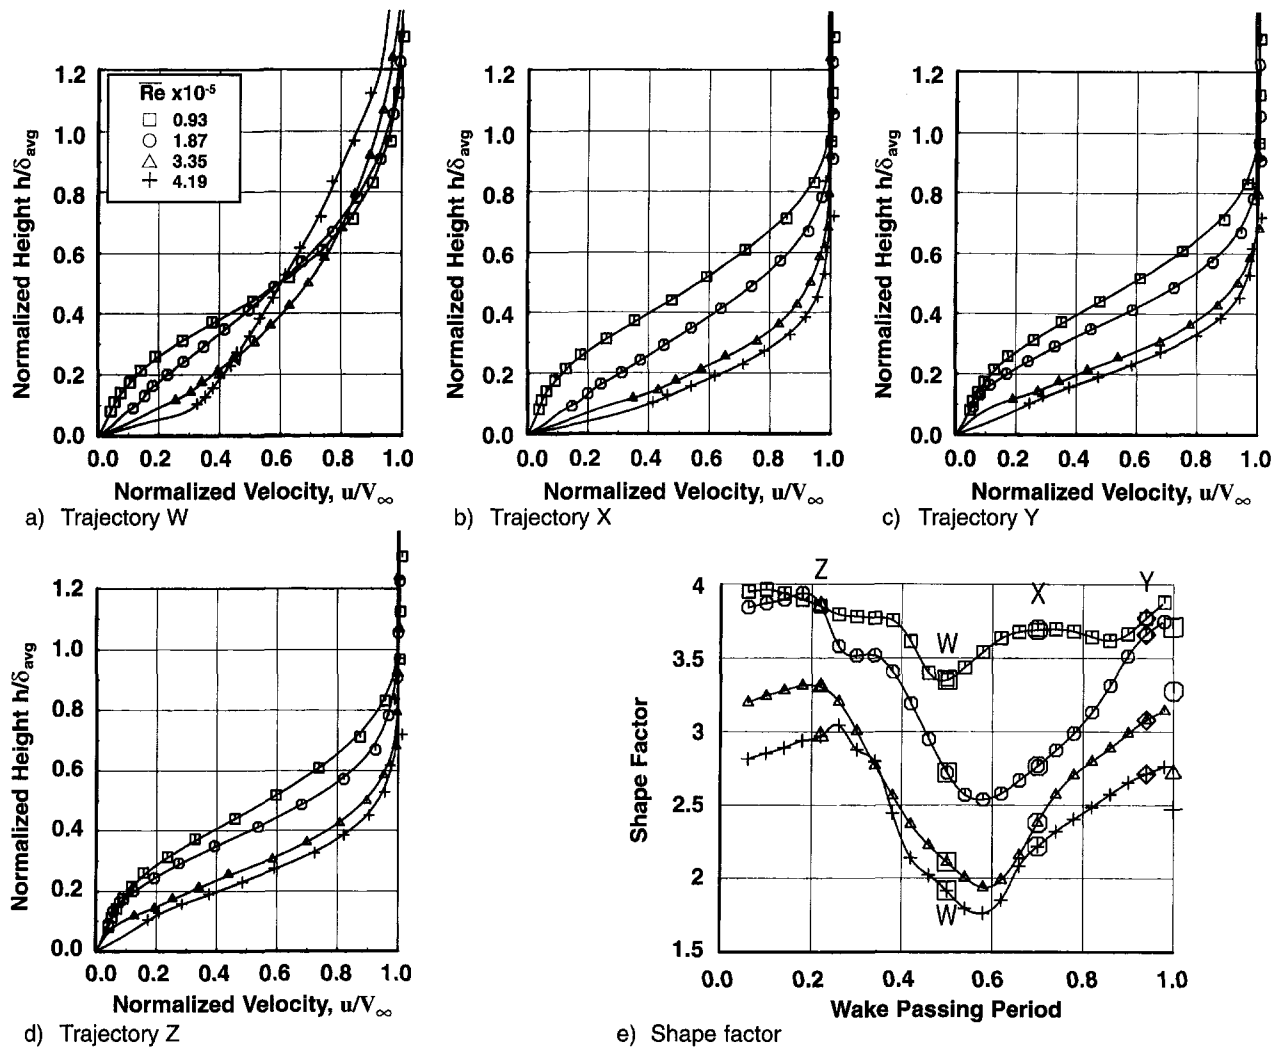 Normalized Height h/δavg
1.2
1.0
0.8
0.6
0.4
0.2
0.0
Re x10-5
0.93
1.87
3.35
4.19
0.0 0.2 0.4 0.6 0.8 1.0
Normalized Velocity, u/V∞
a) Trajectory W
Normalized Height h/δavg
1.2
1.0
0.8
0.6
0.4
0.2
0.0
0.0 0.2 0.4 0.6 0.8 1.0
Normalized Velocity, u/V∞
b) Trajectory X
Normalized Height h/δavg
1.2
1.0
0.8
0.6
0.4
0.2
0.0
0.0 0.2 0.4 0.6 0.8 1.0
Normalized Velocity, u/V∞
c) Trajectory Y
Normalized Height h/δavg
1.2
1.0
0.8
0.6
0.4
0.2
0.0
0.0 0.2 0.4 0.6 0.8 1.0
Normalized Velocity, u/V∞
d) Trajectory Z
Shape Factor
4
3.5
3
2.5
2
1.5
Z
W
X
Y
W
0.0 0.2 0.4 0.6 0.8 1.0
Wake Passing Period
e) Shape factor